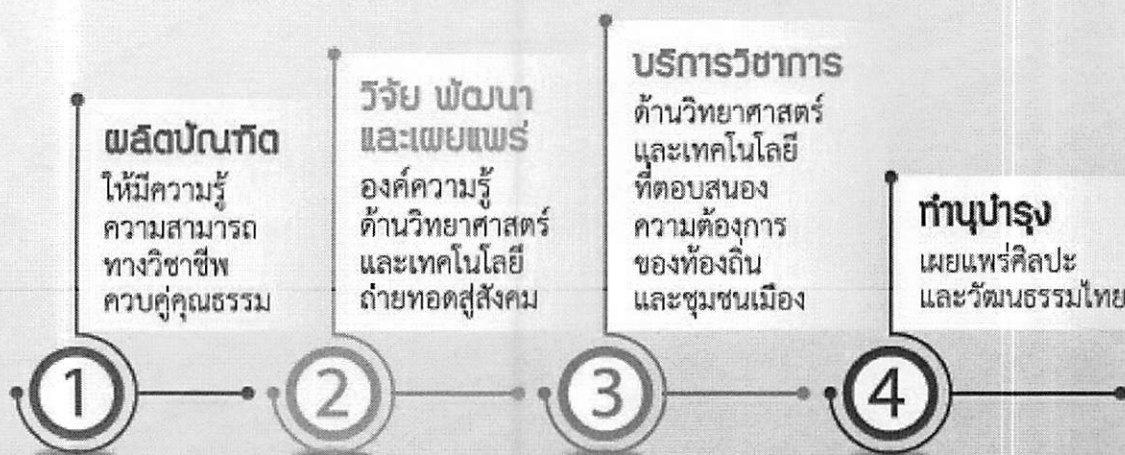 ผลิตบัณฑิต
ให้มีความรู้
ความสามารถ
ทางวิชาชีพ
ควบคู่คุณธรรม
1
วิจัย พัฒนา
และเผยแพร่
องค์ความรู้
ด้านวิทยาศาสตร์
และเทคโนโลยี
ถ่ายทอดสู่สังคม
2
บริการวิชาการ
ด้านวิทยาศาสตร์
และเทคโนโลยี
ที่ตอบสนอง
ความต้องการ
ของท้องถิ่น
และชุมชนเมือง
3
ทำนุบำรุง
เผยแพร่ศิลปะ
และวัฒนธรรมไทย
4